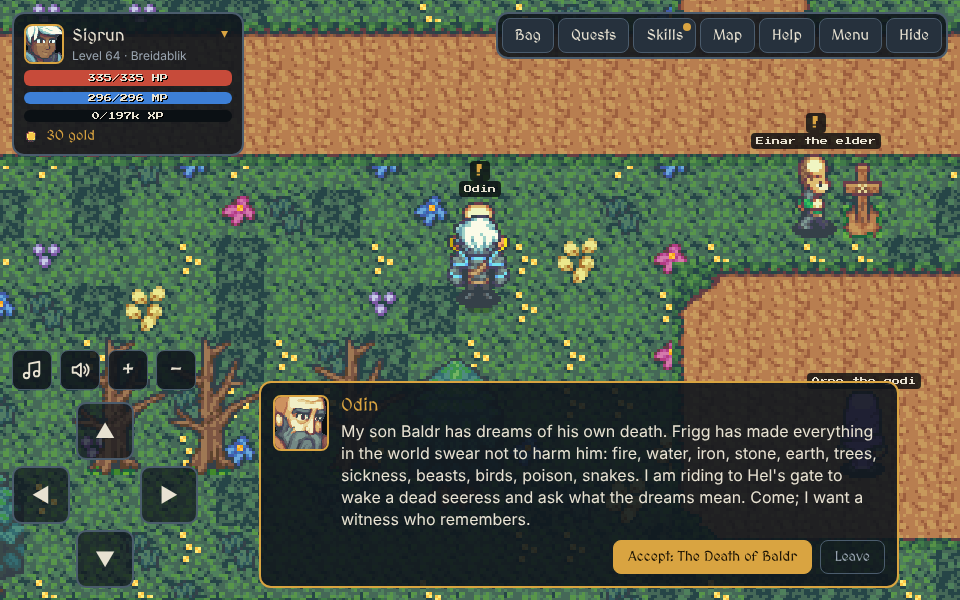 Sigrun
Level 64 · Breidablik
335/335 HP
296/296 MP
0/197k XP
30 gold
Bag
Quests
Skills
Map
Help
Menu
Hide
!
Einar the elder
!
Odin
Odin
My son Baldr has dreams of his own death. Frigg has made everything
in the world swear not to harm him: fire, water, iron, stone, earth, trees,
sickness, beasts, birds, poison, snakes. I am riding to Hel's gate to
wake a dead seeress and ask what the dreams mean. Come; I want a
witness who remembers.
Accept: The Death of Baldr
Leave